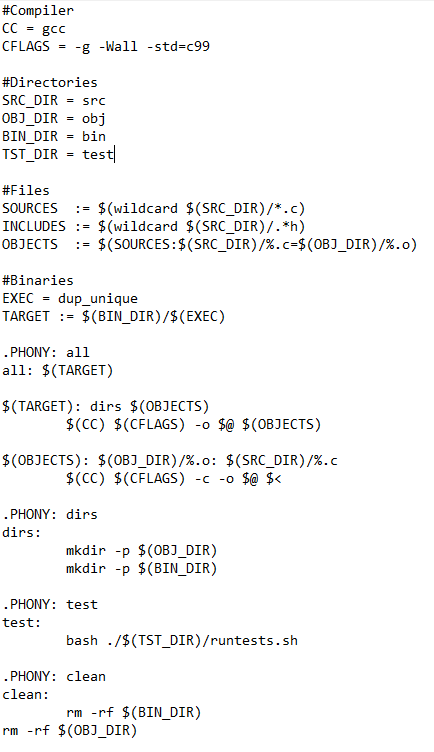 #Compiler
CC = gcc
CFLAGS = -g -Wall -std=c99

#Directories
SRC_DIR = src
OBJ_DIR = obj
BIN_DIR = bin
TST_DIR = test

#Files
SOURCES  := $(wildcard $(SRC_DIR)/*.c)
INCLUDES := $(wildcard $(SRC_DIR)/.*h)
OBJECTS  := $(SOURCES:$(SRC_DIR)/%.c=$(OBJ_DIR)/%.o)

#Binaries
EXEC = dup_unique
TARGET := $(BIN_DIR)/$(EXEC)

.PHONY: all
all: $(TARGET)

$(TARGET): dirs $(OBJECTS)
        $(CC) $(CFLAGS) -o $@ $(OBJECTS)

$(OBJECTS): $(OBJ_DIR)/%.o: $(SRC_DIR)/%.c
        $(CC) $(CFLAGS) -c -o $@ $<

.PHONY: dirs
dirs:
        mkdir -p $(OBJ_DIR)
        mkdir -p $(BIN_DIR)

.PHONY: test
test:
        bash ./$(TST_DIR)/runtests.sh

.PHONY: clean
clean:
        rm -rf $(BIN_DIR)
rm -rf $(OBJ_DIR)